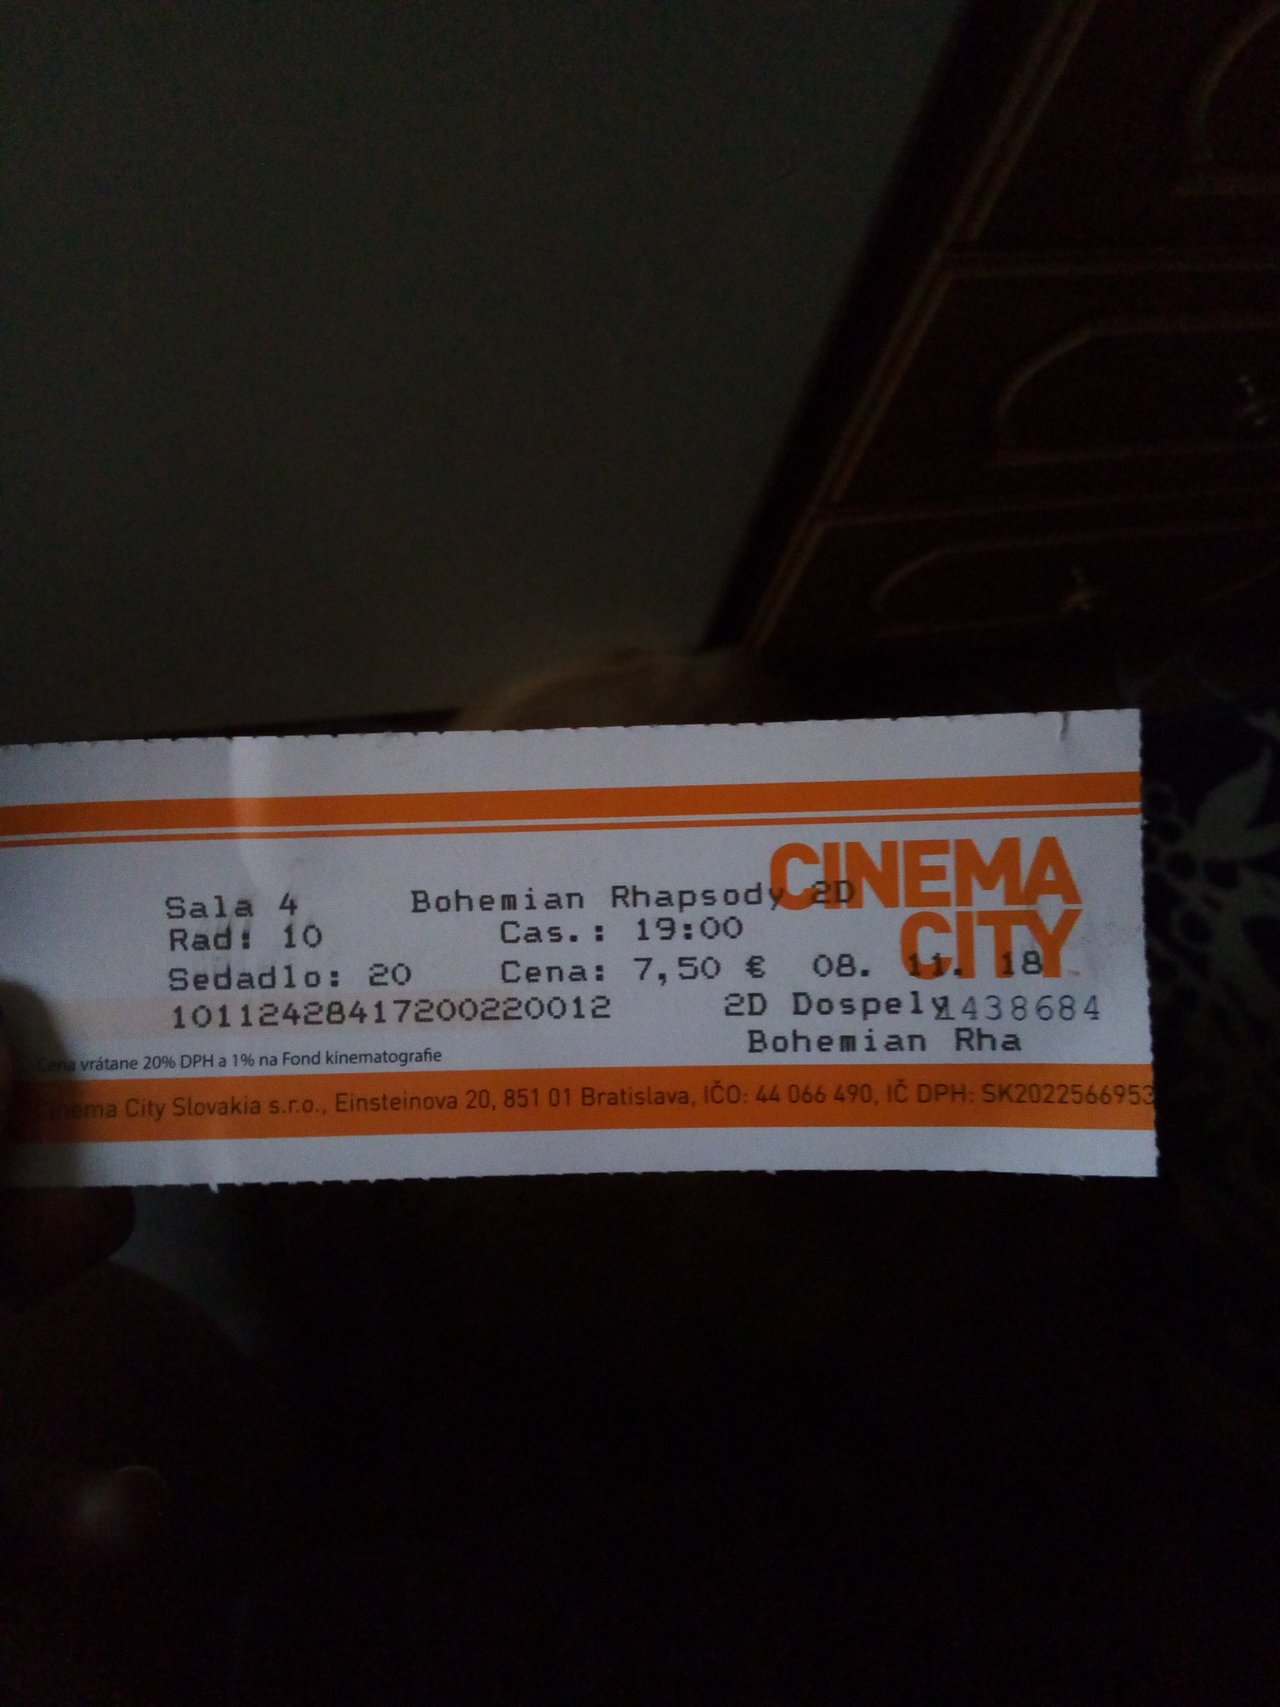 CINEMA
CITY
Sala 4 Bohemian Rhapsody 2D
Rad: 10 Cas.: 19:00
Sedadlo: 20 Cena: 7,50 € 08. 11. 18
10112428417200220012 2D Dospely 1438684
Bohemian Rha
Cena vrátane 20% DPH a 1% na Fond kinematografie
Cinema City Slovakia s.r.o., Einsteinova 20, 851 01 Bratislava, IČO: 44 066 490, IČ DPH: SK2022566953